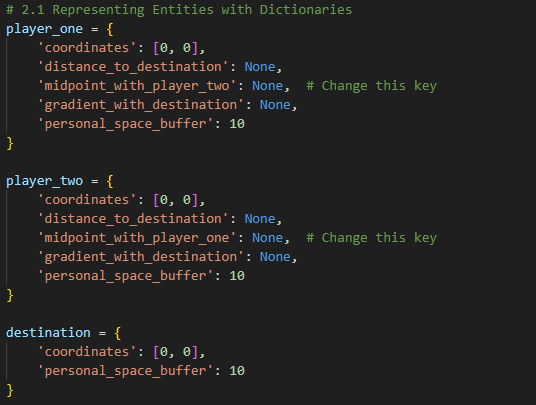 # 2.1 Representing Entities with Dictionaries
player_one = {
    'coordinates': [0, 0],
    'distance_to_destination': None,
    'midpoint_with_player_two': None,  # Change this key
    'gradient_with_destination': None,
    'personal_space_buffer': 10
}
player_two = {
    'coordinates': [0, 0],
    'distance_to_destination': None,
    'midpoint_with_player_one': None,  # Change this key
    'gradient_with_destination': None,
    'personal_space_buffer': 10
}
destination = {
    'coordinates': [0, 0],
    'personal_space_buffer': 10
}